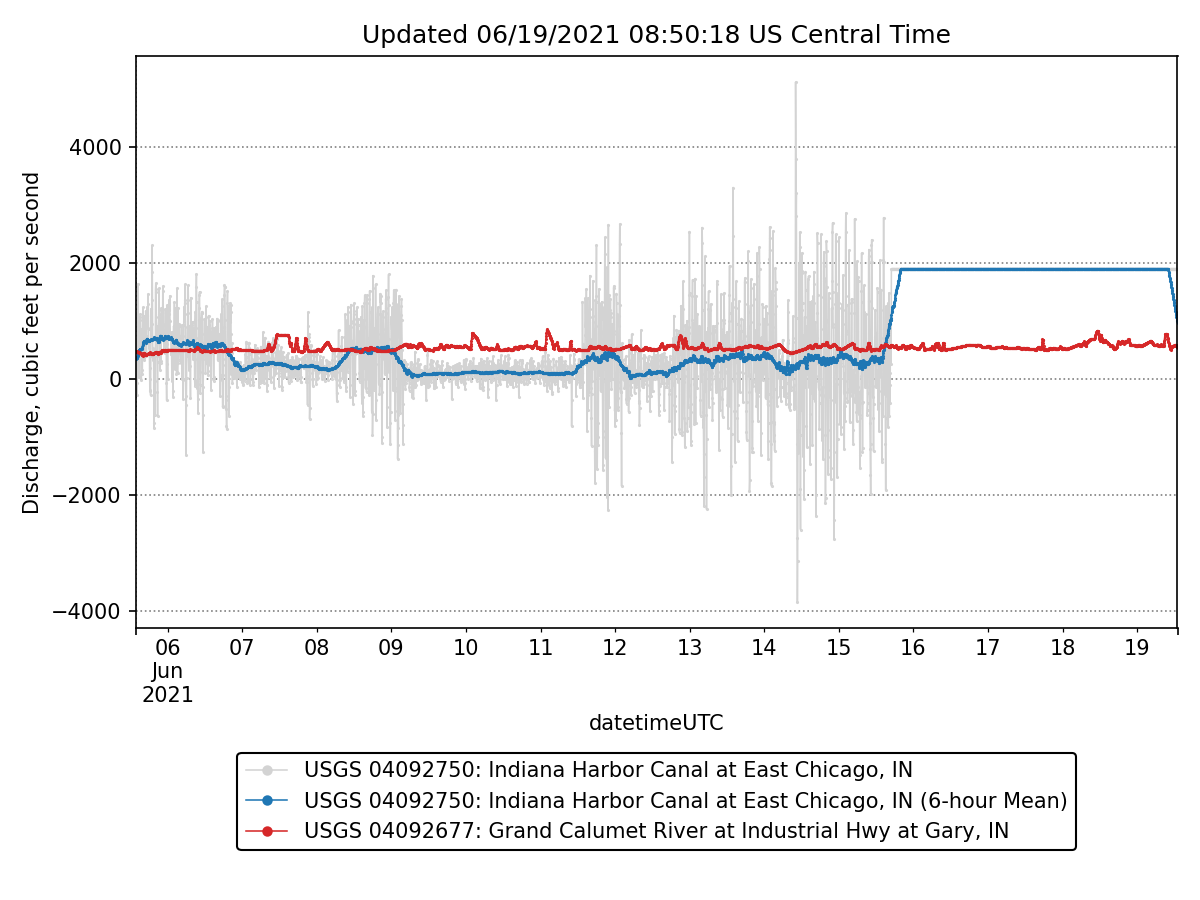 Updated 06/19/2021 08:50:18 US Central Time
Discharge, cubic feet per second
4000
2000
0
−2000
−4000
06 07 08 09 10 11 12 13 14 15 16 17 18 19
Jun
2021
datetimeUTC
USGS 04092750: Indiana Harbor Canal at East Chicago, IN
USGS 04092750: Indiana Harbor Canal at East Chicago, IN (6-hour Mean)
USGS 04092677: Grand Calumet River at Industrial Hwy at Gary, IN